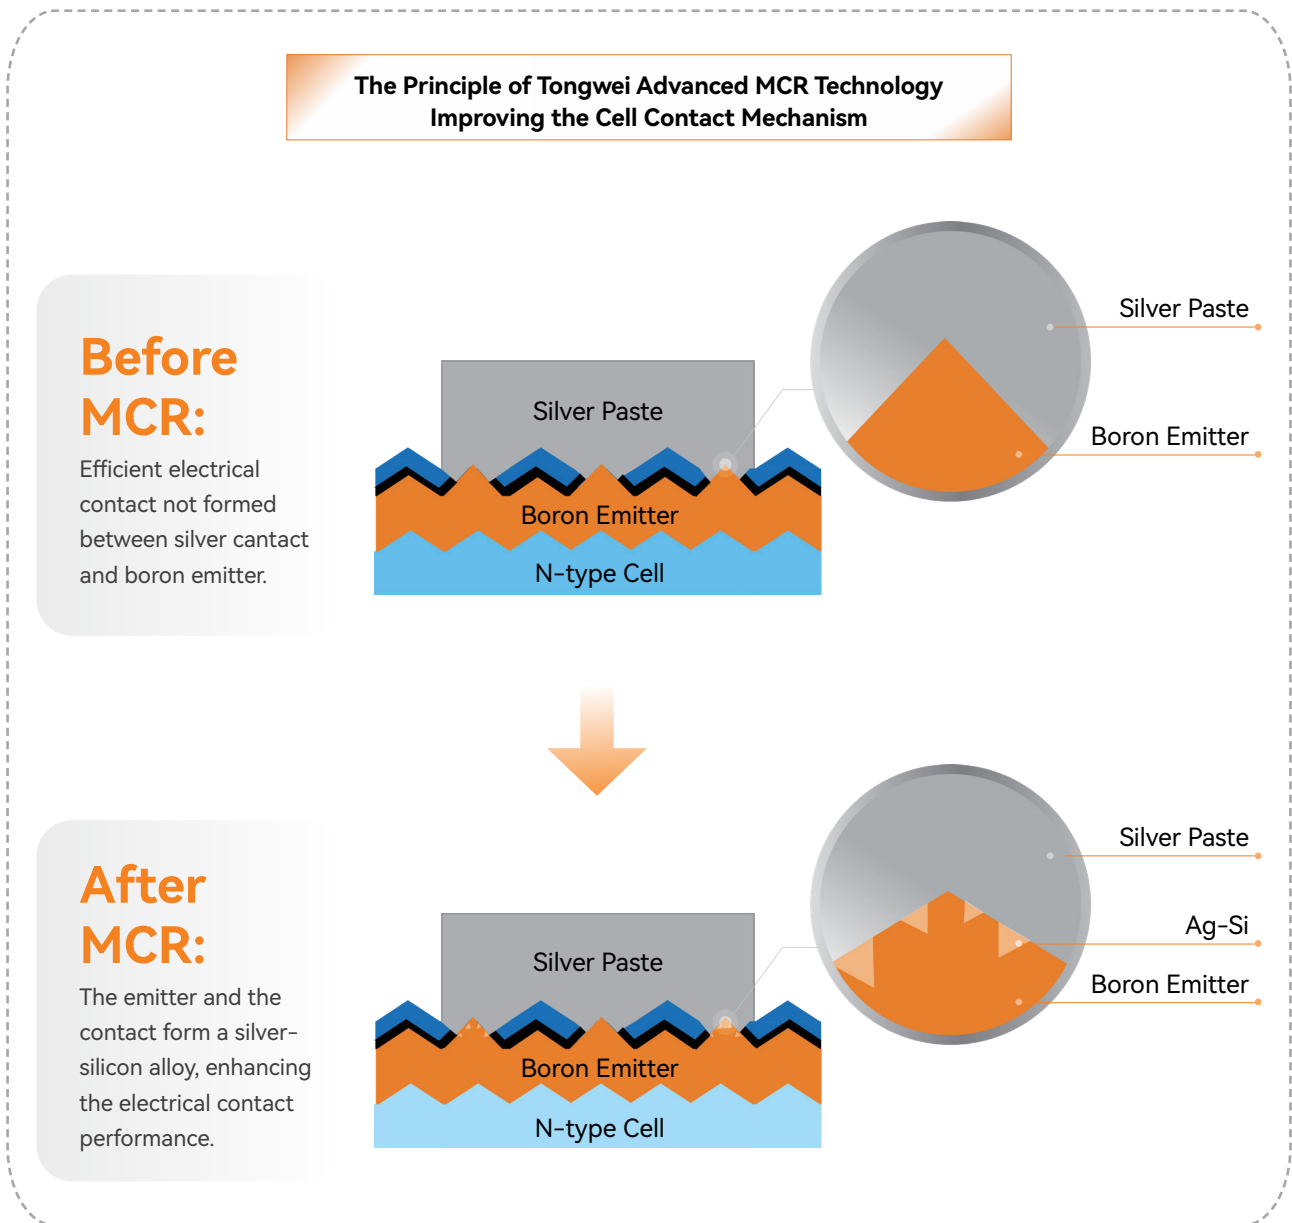 The Principle of Tongwei Advanced MCR Technology
Improving the Cell Contact Mechanism
Before
MCR:
Efficient electrical
contact not formed
between silver cantact
and boron emitter.
Silver Paste
Boron Emitter
N-type Cell
Silver Paste
Boron Emitter
After
MCR:
The emitter and the
contact form a silver-
silicon alloy, enhancing
the electrical contact
performance.
Silver Paste
Boron Emitter
N-type Cell
Silver Paste
Ag-Si
Boron Emitter